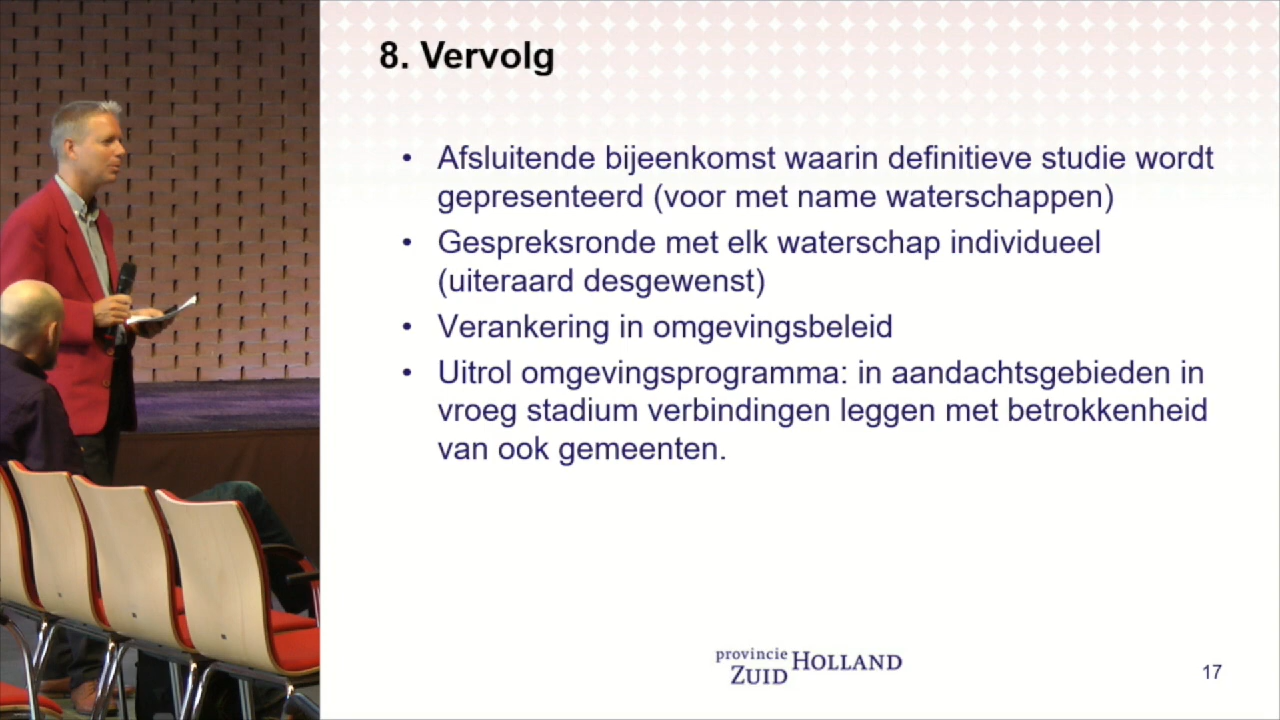 8. Vervolg
• Afsluitende bijeenkomst waarin definitieve studie wordt
gepresenteerd (voor met name waterschappen)
• Gespreksronde met elk waterschap individueel
(uiteraard desgewenst)
• Verankering in omgevingsbeleid
• Uitrol omgevingsprogramma: in aandachtsgebieden in
vroeg stadium verbindingen leggen met betrokkenheid
van ook gemeenten.
provincie HOLLAND
ZUID
17